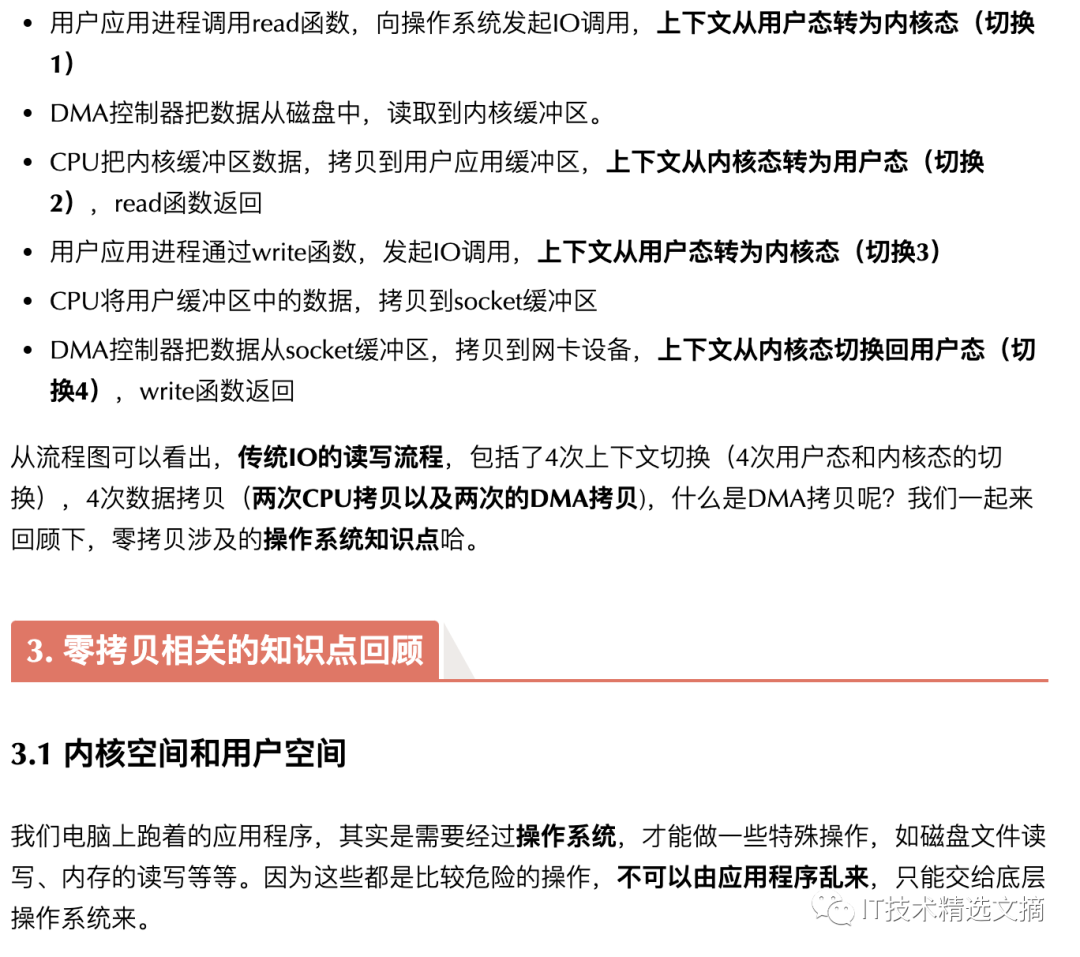 • 用户应用进程调用read函数，向操作系统发起IO调用，上下文从用户态转为内核态（切换
1）
• DMA控制器把数据从磁盘中，读取到内核缓冲区。
• CPU把内核缓冲区数据，拷贝到用户应用缓冲区，上下文从内核态转为用户态（切换
2），read函数返回
• 用户应用进程通过write函数，发起IO调用，上下文从用户态转为内核态（切换3）
• CPU将用户缓冲区中的数据，拷贝到socket缓冲区
• DMA控制器把数据从socket缓冲区，拷贝到网卡设备，上下文从内核态切换回用户态（切
换4），write函数返回
从流程图可以看出，传统IO的读写流程，包括了4次上下文切换（4次用户态和内核态的切
换），4次数据拷贝（两次CPU拷贝以及两次的DMA拷贝)，什么是DMA拷贝呢？我们一起来
回顾下，零拷贝涉及的操作系统知识点哈。
3. 零拷贝相关的知识点回顾
3.1 内核空间和用户空间
我们电脑上跑着的应用程序，其实是需要经过操作系统，才能做一些特殊操作，如磁盘文件读
写、内存的读写等等。因为这些都是比较危险的操作，不可以由应用程序乱来，只能交给底层
操作系统来。
IT技术精选文摘